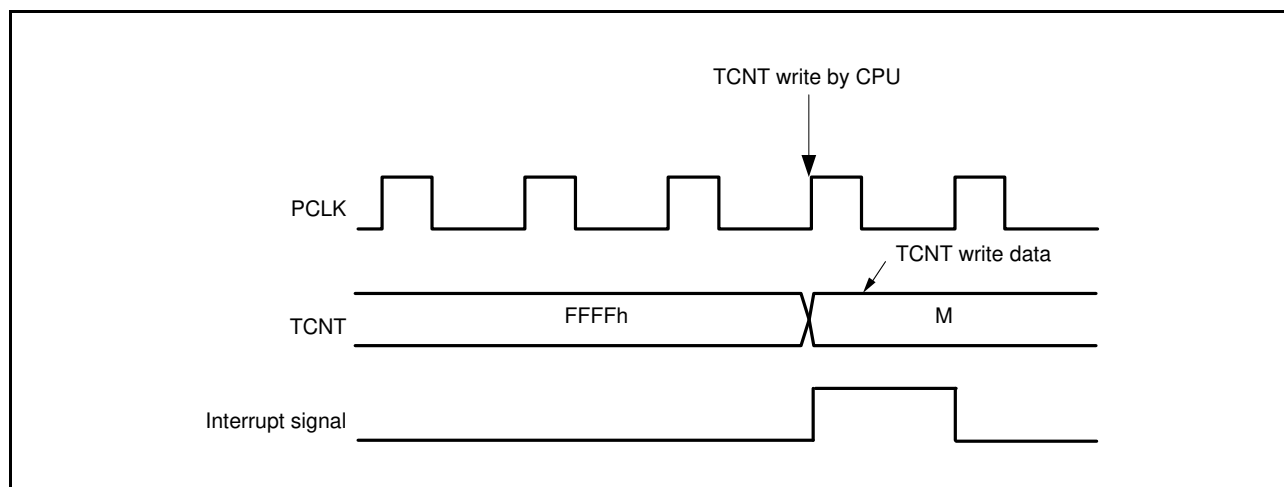 TCNT write by CPU
PCLK
TCNT write data
TCNT
FFFFh
M
Interrupt signal